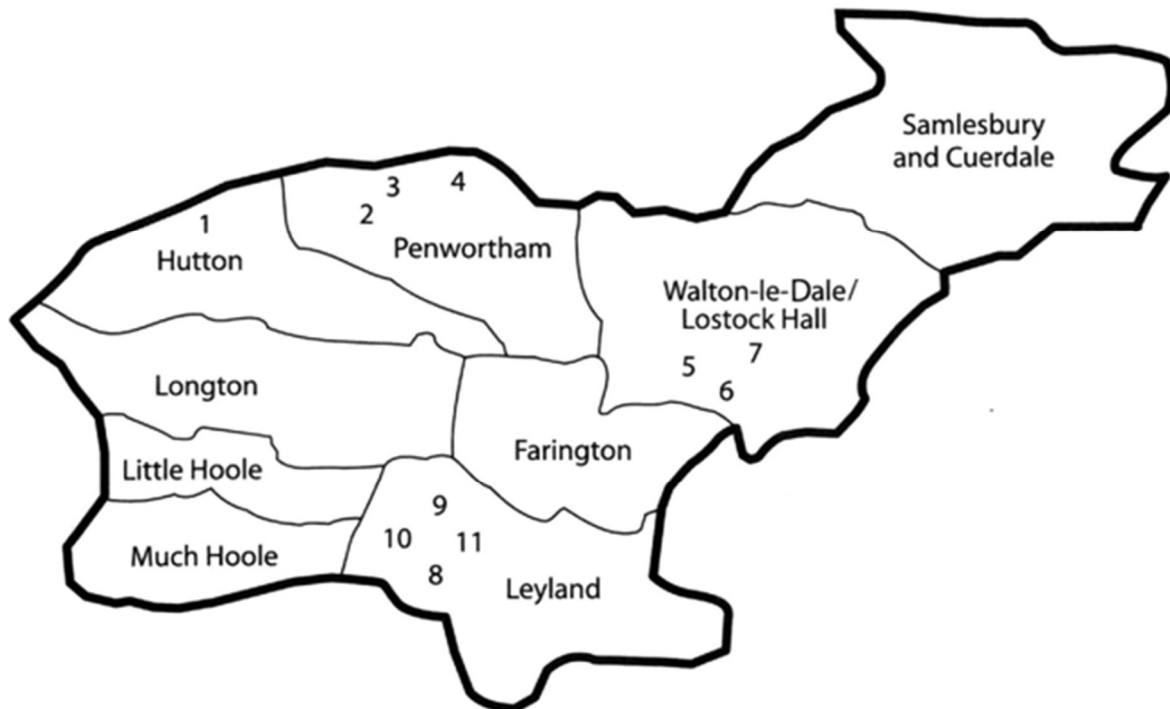 Samlesbury
and Cuerdale
3
4
2
1
Penwortham
Hutton
Walton-le-Dale/
Lostock Hall
7
5
6
Longton
Farington
Little Hoole
9
10
11
Much Hoole
8
Leyland